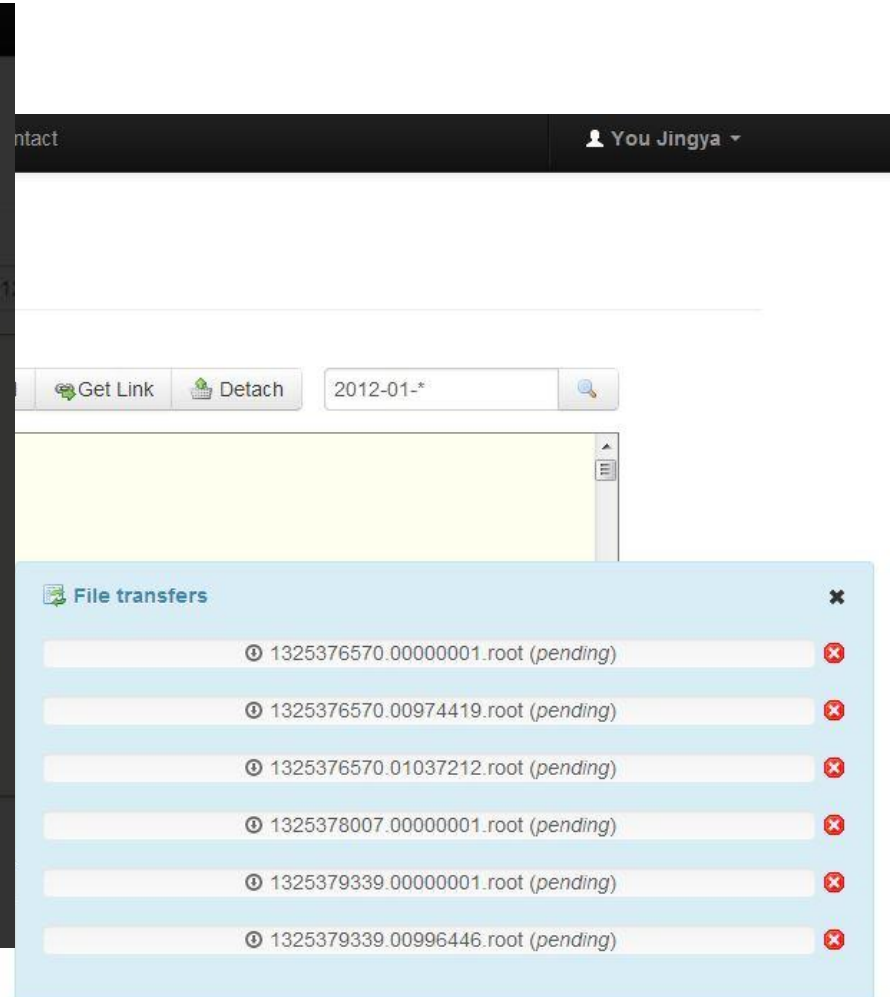 ntact
You Jingya
Get Link Detach 2012-01-*
File transfers
1325376570.00000001.root (pending)
1325376570.00974419.root (pending)
1325376570.01037212.root (pending)
1325378007.00000001.root (pending)
1325379339.00000001.root (pending)
1325379339.00996446.root (pending)